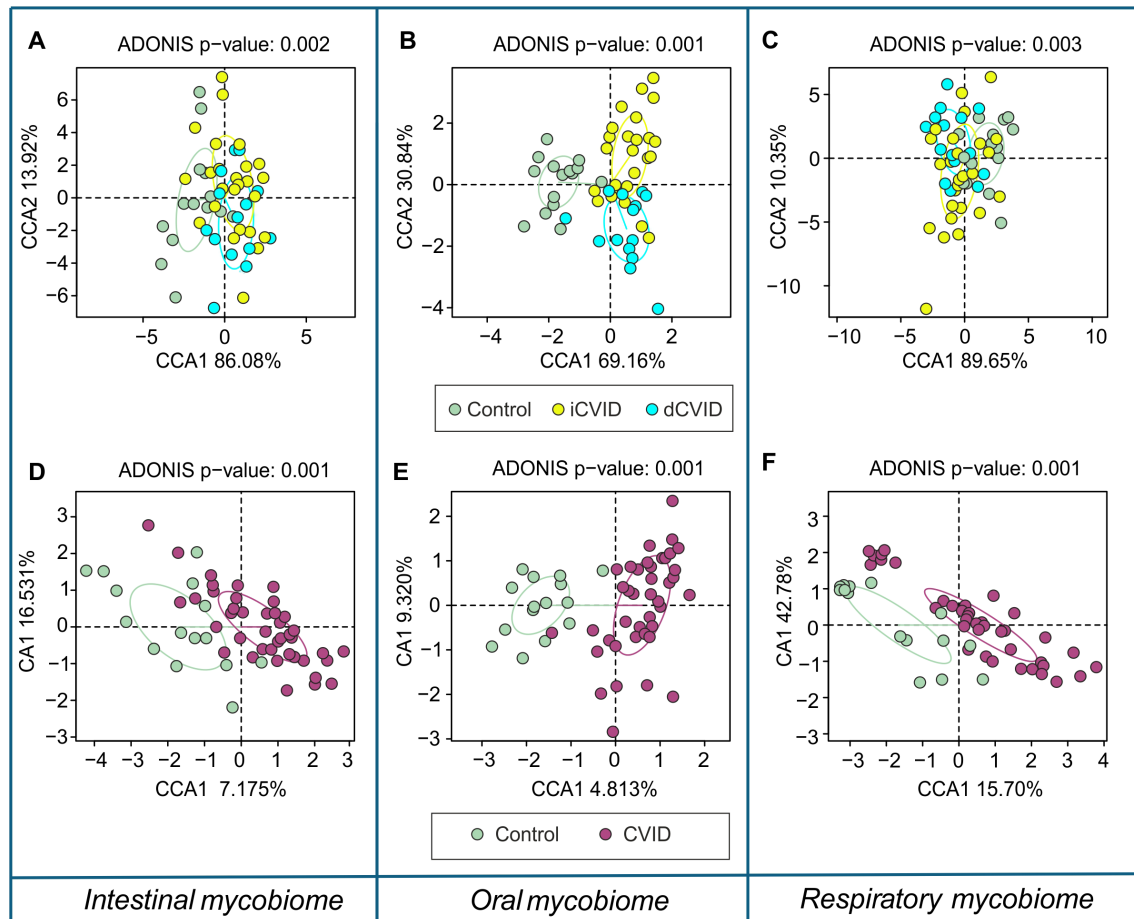 A
ADONIS p−value: 0.002
6
4
2
0
−2
−4
−6
CCA2 13.92%
−5
0
5
CCA1 86.08%
B
ADONIS p−value: 0.001
4
2
0
−2
−4
CCA2 30.84%
−4
−2
0
2
CCA1 69.16%
C
ADONIS p−value: 0.003
5
0
−5
−10
CCA2 10.35%
−10
−5
0
5
10
CCA1 89.65%
Control iCVID dCVID
D
ADONIS p−value: 0.001
3
2
1
0
−1
−2
−3
CA1 16.531%
−4 −3 −2 −1 0 1 2 3
CCA1 7.175%
E
ADONIS p−value: 0.001
2
1
0
−1
−2
−3
CA1 9.320%
−3 −2 −1 0 1 2
CCA1 4.813%
F
ADONIS p−value: 0.001
3
2
1
0
−1
−2
−3
CA1 42.78%
−3 −2 −1 0 1 2 3 4
CCA1 15.70%
Control CVID
Intestinal mycobiome
Oral mycobiome
Respiratory mycobiome